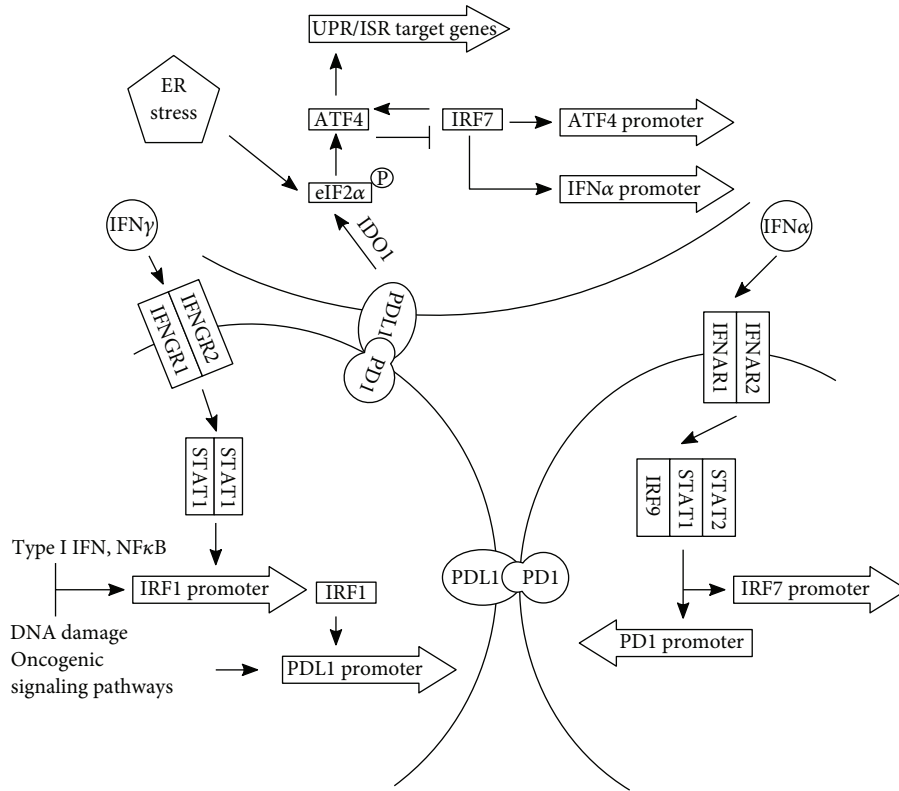 UPR/ISR target genes
ER
stress
ATF4
IRF7
ATF4 promoter
eIF2α
P
IFNα promoter
IFNγ
IDO1
IFNα
IFNGR2
IFNGR1
PDL1
PD1
IFNAR1
IFNAR2
STAT1
STAT1
IRF9
STAT1
STAT2
Type I IFN, NFκB
IRF1 promoter
IRF1
PDL1
PD1
IRF7 promoter
DNA damage
Oncogenic
signaling pathways
PDL1 promoter
PD1 promoter